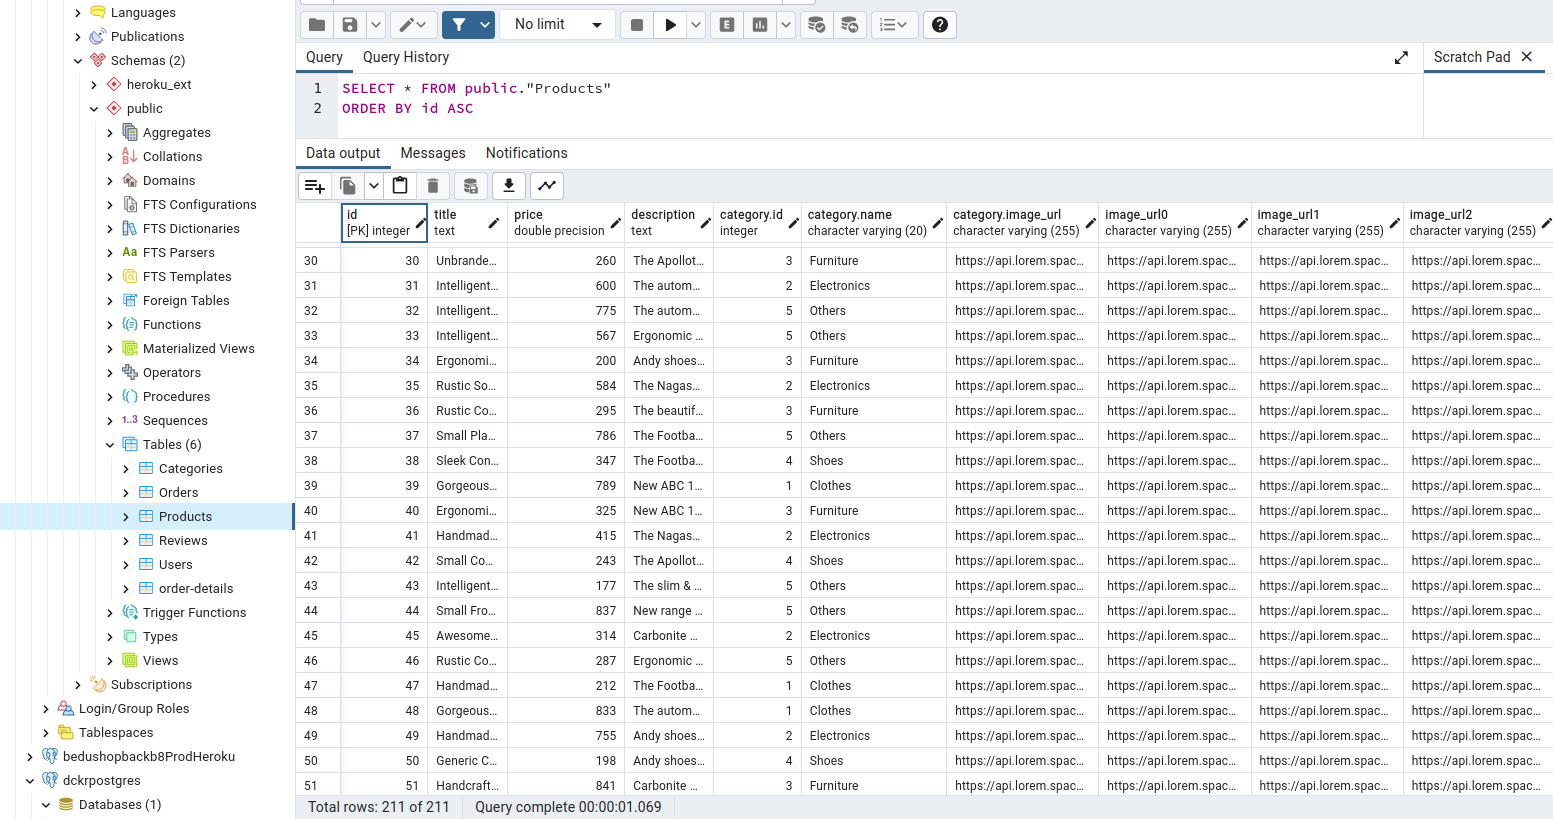 Languages
Publications
Schemas (2)
heroku_ext
public
Aggregates
Collations
Domains
FTS Configurations
FTS Dictionaries
Aa FTS Parsers
FTS Templates
Foreign Tables
Functions
Materialized Views
Operators
Procedures
1..3 Sequences
Tables (6)
Categories
Orders
Products
Reviews
Users
order-details
Trigger Functions
Types
Views
Subscriptions
Login/Group Roles
Tablespaces
bedushopbackb8ProdHeroku
dckrpostgres
Databases (1)
No limit
E
Query Query History
Scratch Pad
1 SELECT * FROM public."Products"
2 ORDER BY id ASC
Data output Messages Notifications
id title price description category.id category.name category.image_url image_url0 image_url1 image_url2
[PK] integer text double precision text integer character varying (20) character varying (255) character varying (255) character varying (255) character varying (255)
30 30 Unbrande... 260 The Apollot... 3 Furniture https://api.lorem.spac... https://api.lorem.spac... https://api.lorem.spac... https://api.lorem.spac...
31 31 Intelligent... 600 The autom... 2 Electronics https://api.lorem.spac... https://api.lorem.spac... https://api.lorem.spac... https://api.lorem.spac...
32 32 Intelligent... 775 The autom... 5 Others https://api.lorem.spac... https://api.lorem.spac... https://api.lorem.spac... https://api.lorem.spac...
33 33 Intelligent... 567 Ergonomic ... 5 Others https://api.lorem.spac... https://api.lorem.spac... https://api.lorem.spac... https://api.lorem.spac...
34 34 Ergonomi... 200 Andy shoes... 3 Furniture https://api.lorem.spac... https://api.lorem.spac... https://api.lorem.spac... https://api.lorem.spac...
35 35 Rustic So... 584 The Nagas... 2 Electronics https://api.lorem.spac... https://api.lorem.spac... https://api.lorem.spac... https://api.lorem.spac...
36 36 Rustic Co... 295 The beautif... 3 Furniture https://api.lorem.spac... https://api.lorem.spac... https://api.lorem.spac... https://api.lorem.spac...
37 37 Small Pla... 786 The Footba... 5 Others https://api.lorem.spac... https://api.lorem.spac... https://api.lorem.spac... https://api.lorem.spac...
38 38 Sleek Con... 347 The Footba... 4 Shoes https://api.lorem.spac... https://api.lorem.spac... https://api.lorem.spac... https://api.lorem.spac...
39 39 Gorgeous... 789 New ABC 1... 1 Clothes https://api.lorem.spac... https://api.lorem.spac... https://api.lorem.spac... https://api.lorem.spac...
40 40 Ergonomi... 325 New ABC 1... 3 Furniture https://api.lorem.spac... https://api.lorem.spac... https://api.lorem.spac... https://api.lorem.spac...
41 41 Handmad... 415 The Nagas... 2 Electronics https://api.lorem.spac... https://api.lorem.spac... https://api.lorem.spac... https://api.lorem.spac...
42 42 Small Co... 243 The Apollot... 4 Shoes https://api.lorem.spac... https://api.lorem.spac... https://api.lorem.spac... https://api.lorem.spac...
43 43 Intelligent... 177 The slim & ... 5 Others https://api.lorem.spac... https://api.lorem.spac... https://api.lorem.spac... https://api.lorem.spac...
44 44 Small Fro... 837 New range ... 5 Others https://api.lorem.spac... https://api.lorem.spac... https://api.lorem.spac... https://api.lorem.spac...
45 45 Awesome... 314 Carbonite ... 2 Electronics https://api.lorem.spac... https://api.lorem.spac... https://api.lorem.spac... https://api.lorem.spac...
46 46 Rustic Co... 287 Ergonomic ... 5 Others https://api.lorem.spac... https://api.lorem.spac... https://api.lorem.spac... https://api.lorem.spac...
47 47 Handmad... 212 The Footba... 1 Clothes https://api.lorem.spac... https://api.lorem.spac... https://api.lorem.spac... https://api.lorem.spac...
48 48 Gorgeous... 833 The autom... 1 Clothes https://api.lorem.spac... https://api.lorem.spac... https://api.lorem.spac... https://api.lorem.spac...
49 49 Handmad... 755 Andy shoes... 2 Electronics https://api.lorem.spac... https://api.lorem.spac... https://api.lorem.spac... https://api.lorem.spac...
50 50 Generic C... 198 Andy shoes... 4 Shoes https://api.lorem.spac... https://api.lorem.spac... https://api.lorem.spac... https://api.lorem.spac...
51 51 Handcraft... 841 Carbonite ... 3 Furniture https://api.lorem.spac... https://api.lorem.spac... https://api.lorem.spac... https://api.lorem.spac...
Total rows: 211 of 211 Query complete 00:00:01.069